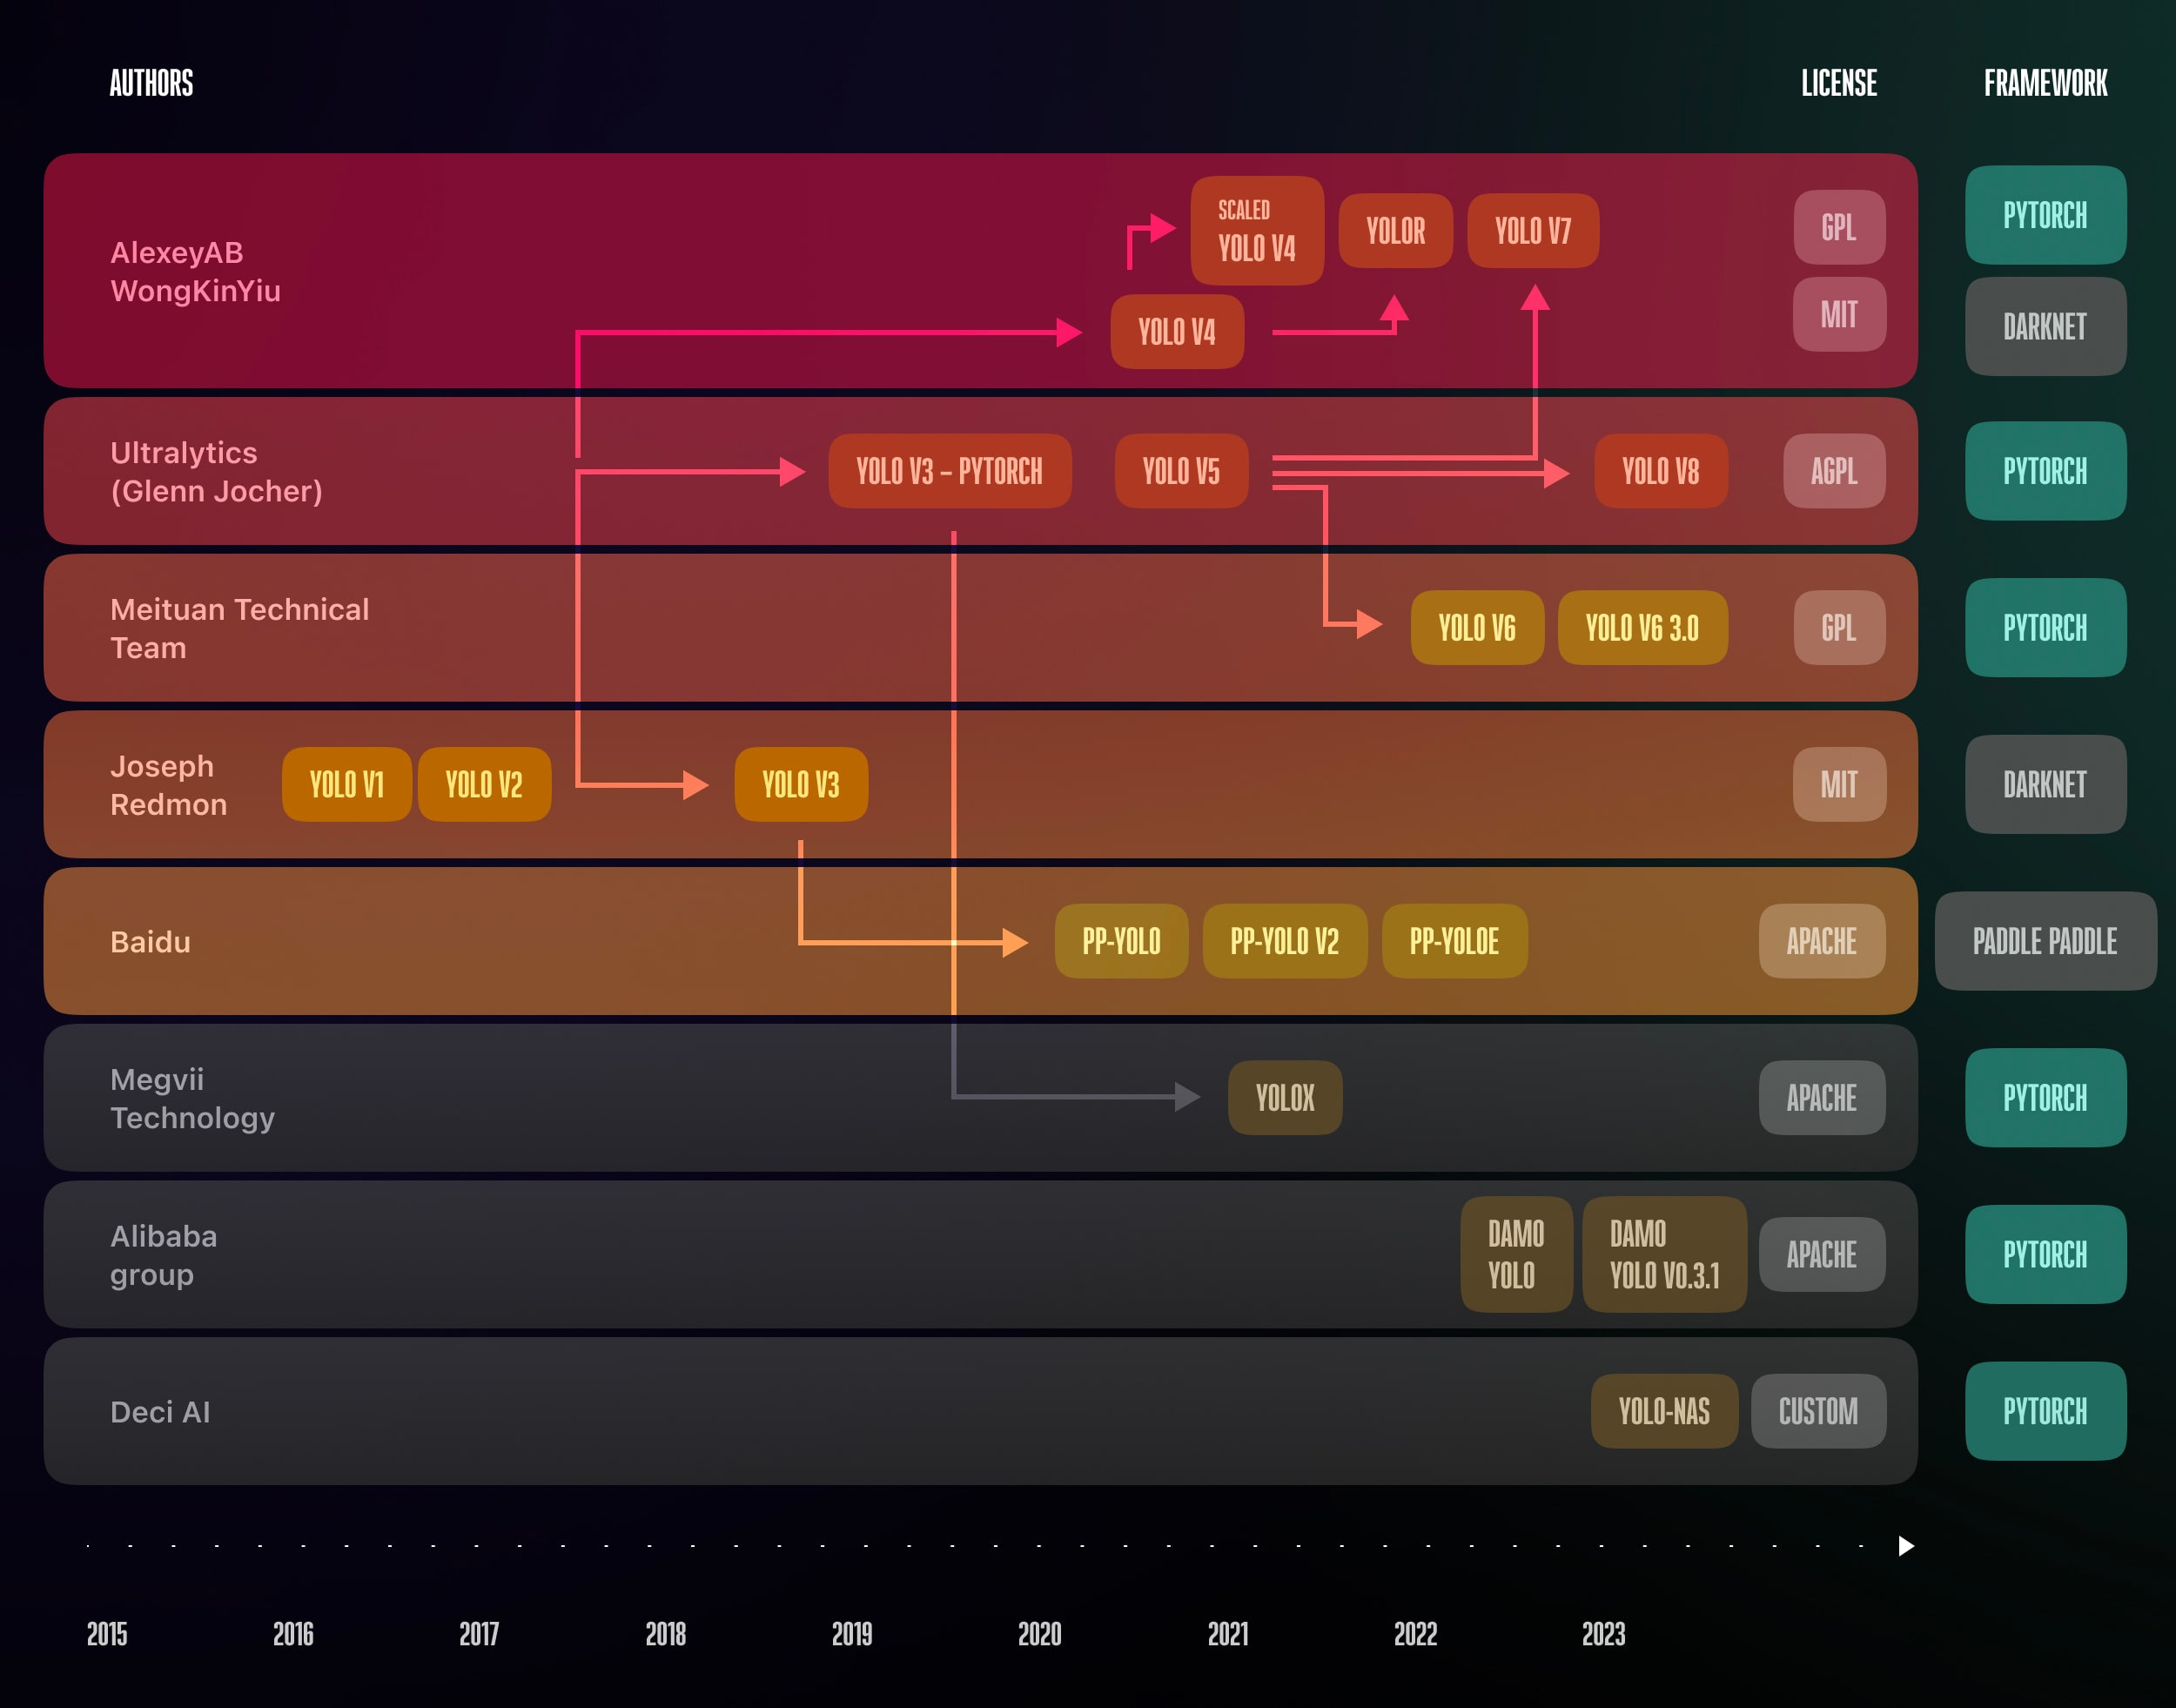 AUTHORS
LICENSE
FRAMEWORK
AlexeyAB
WongKinYiu
SCALED
YOLO V4
YOLOR
YOLO V7
YOLO V4
GPL
MIT
PYTORCH
DARKNET
Ultralytics
(Glenn Jocher)
YOLO V3 – PYTORCH
YOLO V5
YOLO V8
AGPL
PYTORCH
Meituan Technical
Team
YOLO V6
YOLO V6 3.0
GPL
PYTORCH
Joseph
Redmon
YOLO V1
YOLO V2
YOLO V3
MIT
DARKNET
Baidu
PP-YOLO
PP-YOLO V2
PP-YOLOE
APACHE
PADDLE PADDLE
Megvii
Technology
YOLOX
APACHE
PYTORCH
Alibaba
group
DAMO
YOLO
DAMO
YOLO V0.3.1
APACHE
PYTORCH
Deci AI
YOLO-NAS
CUSTOM
PYTORCH
2015
2016
2017
2018
2019
2020
2021
2022
2023